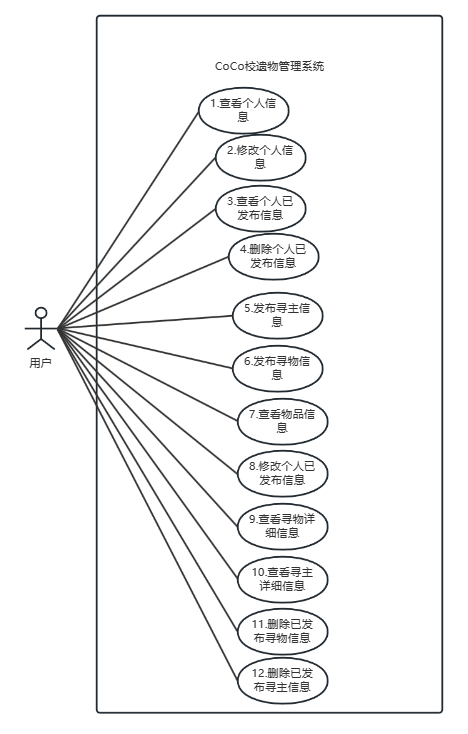 CoCo校遗物管理系统
1.查看个人信
息
2.修改个人信
息
3.查看个人已
发布信息
4.删除个人已
发布信息
5.发布寻主信
息
6.发布寻物信
息
用户
7.查看物品信
息
8.修改个人已
发布信息
9.查看寻物详
细信息
10.查看寻主
详细信息
11.删除已发
布寻物信息
12.删除已发
布寻主信息